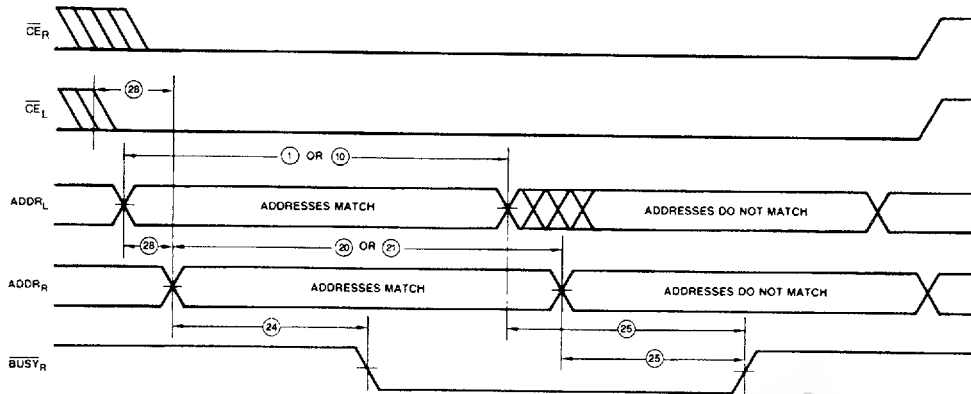 CE_R
28
CE_L
1 OR 10
ADDR_L ADDRESSES MATCH ADDRESSES DO NOT MATCH
28 20 OR 21
ADDR_R ADDRESSES MATCH ADDRESSES DO NOT MATCH
24 25
25
BUSY_R